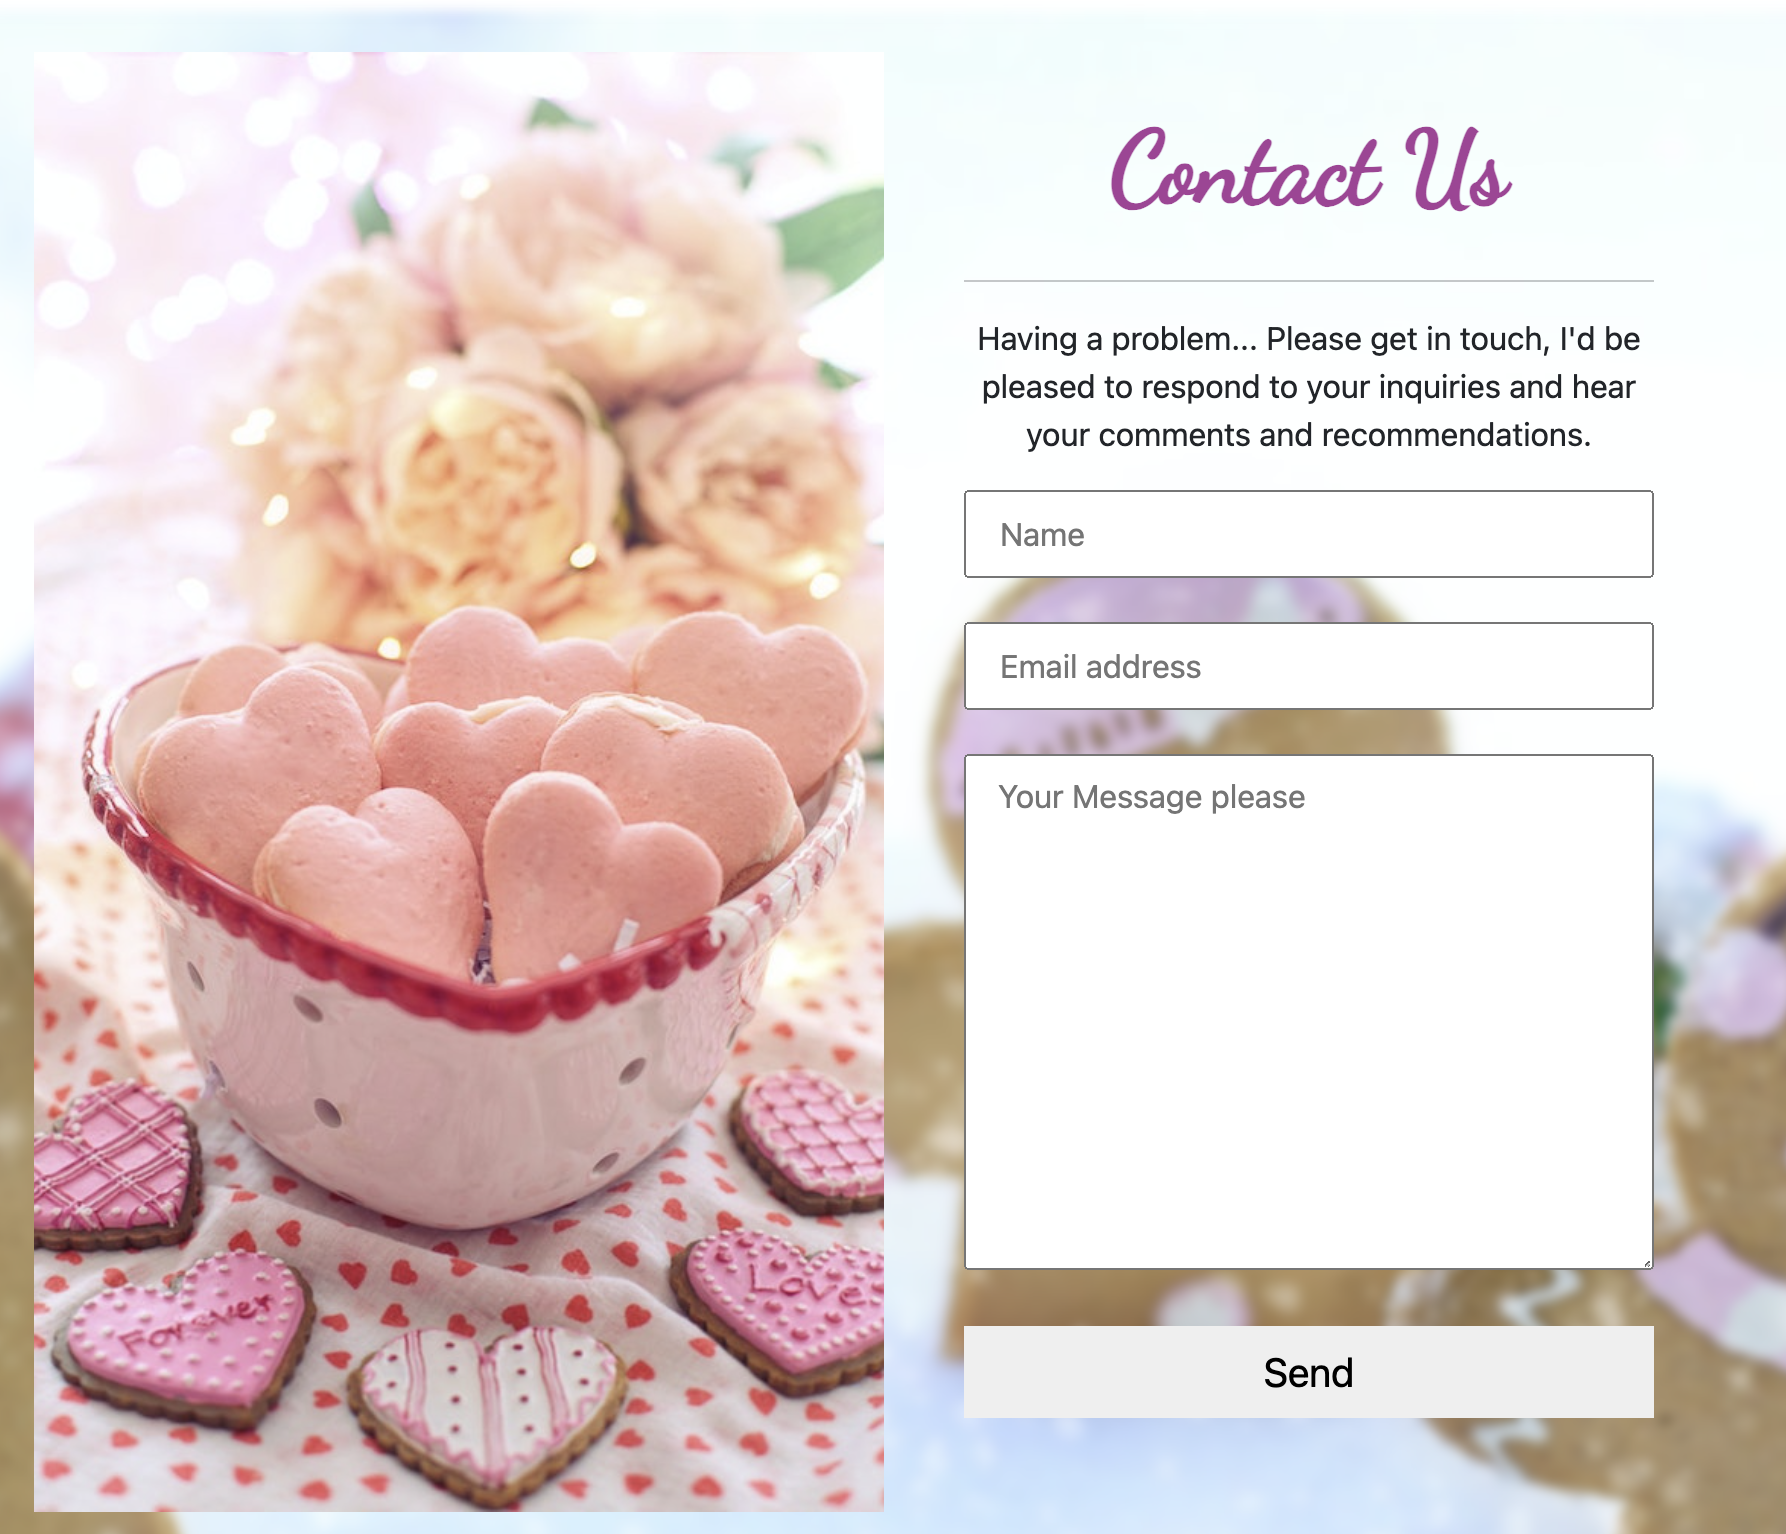 Contact Us
Having a problem... Please get in touch, I'd be
pleased to respond to your inquiries and hear
your comments and recommendations.
Name
Email address
Your Message please
Send
Forever
Love